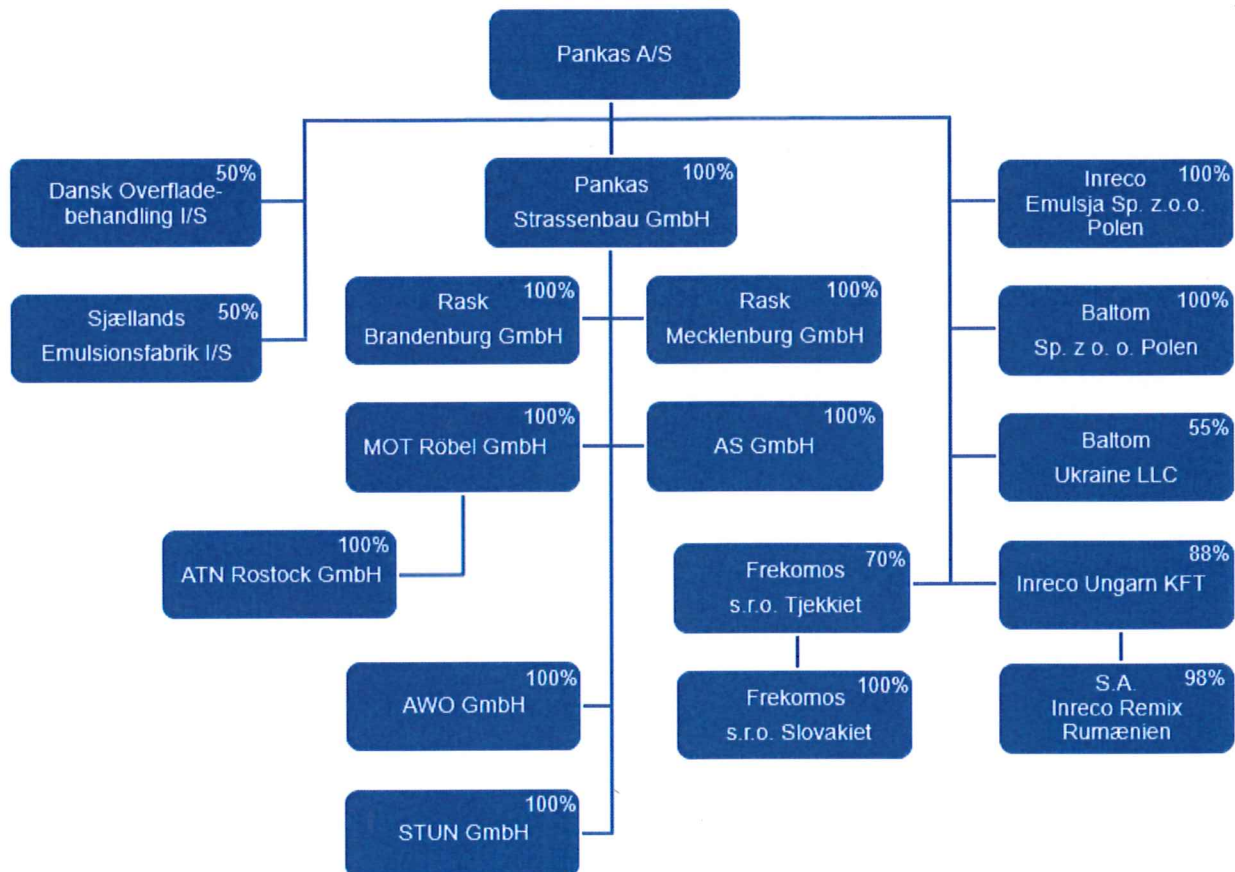 Pankas A/S
50%
Dansk Overflade-
behandling I/S
100%
Pankas
Strassenbau GmbH
100%
Inreco
Emulsja Sp. z.o.o.
Polen
50%
Sjællands
Emulsionsfabrik I/S
100%
Rask
Brandenburg GmbH
100%
Rask
Mecklenburg GmbH
100%
Baltom
Sp. z o. o. Polen
100%
MOT Röbel GmbH
100%
AS GmbH
55%
Baltom
Ukraine LLC
100%
ATN Rostock GmbH
70%
Frekomos
s.r.o. Tjekkiet
88%
Inreco Ungarn KFT
100%
AWO GmbH
100%
Frekomos
s.r.o. Slovakiet
98%
S.A.
Inreco Remix
Rumænien
100%
STUN GmbH